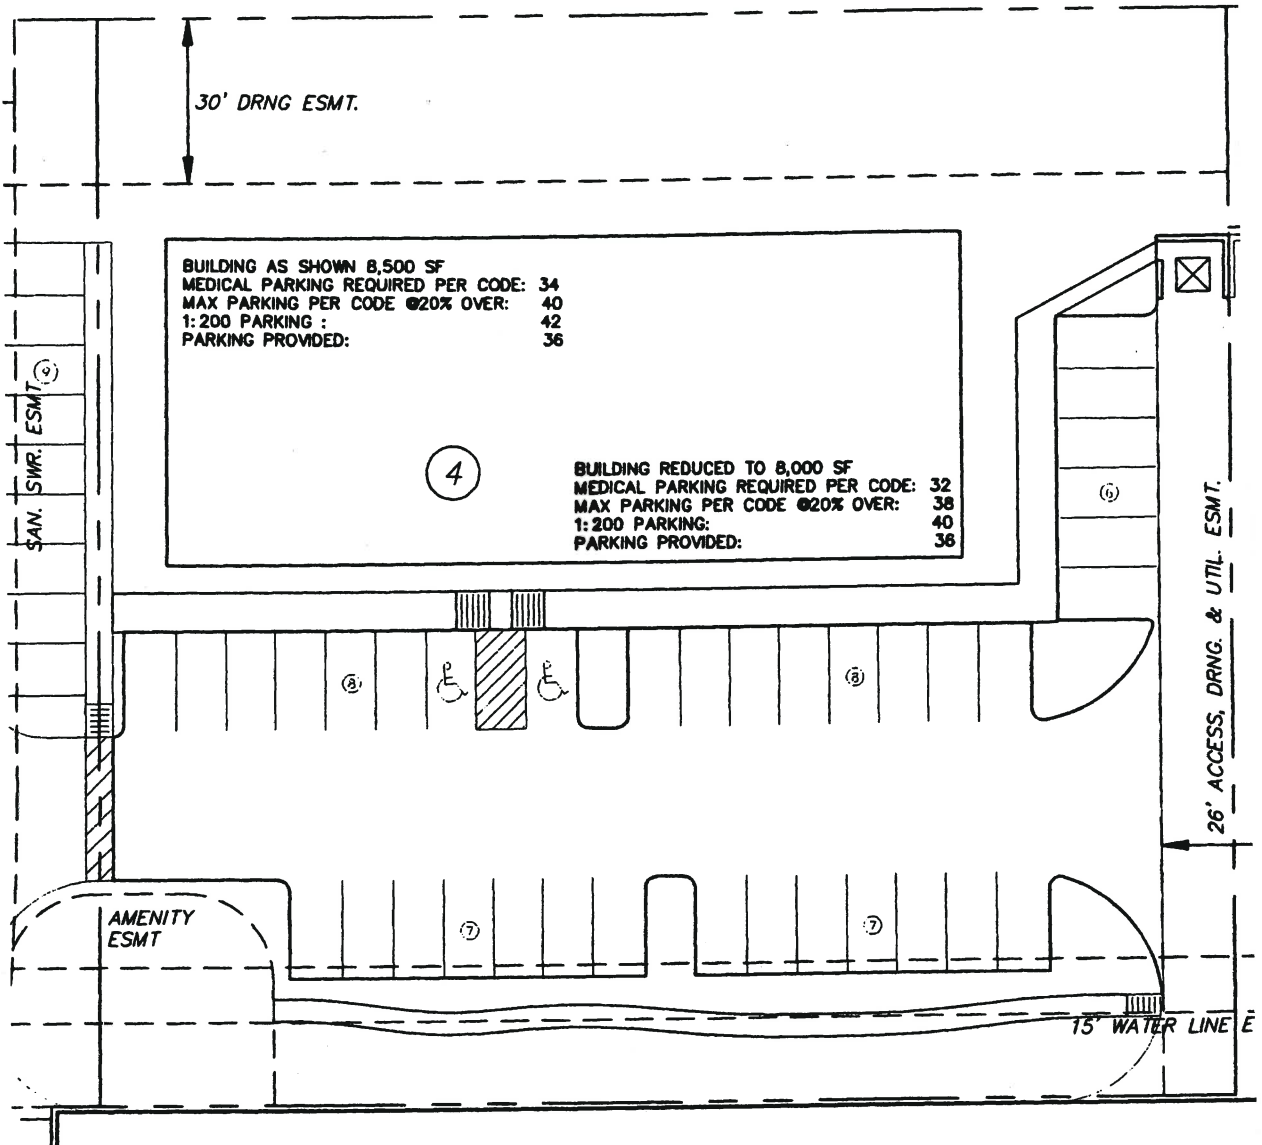 30' DRNG ESMT.
BUILDING AS SHOWN 8,500 SF
MEDICAL PARKING REQUIRED PER CODE: 34
MAX PARKING PER CODE @20% OVER: 40
1:200 PARKING : 42
PARKING PROVIDED: 36
9
SAN. SWR. ESMT
4
BUILDING REDUCED TO 8,000 SF
MEDICAL PARKING REQUIRED PER CODE: 32
MAX PARKING PER CODE @20% OVER: 38
1:200 PARKING: 40
PARKING PROVIDED: 36
6
26' ACCESS, DRNG. & UTIL. ESMT.
8
8
AMENITY
ESMT
7
7
15' WATER LINE E